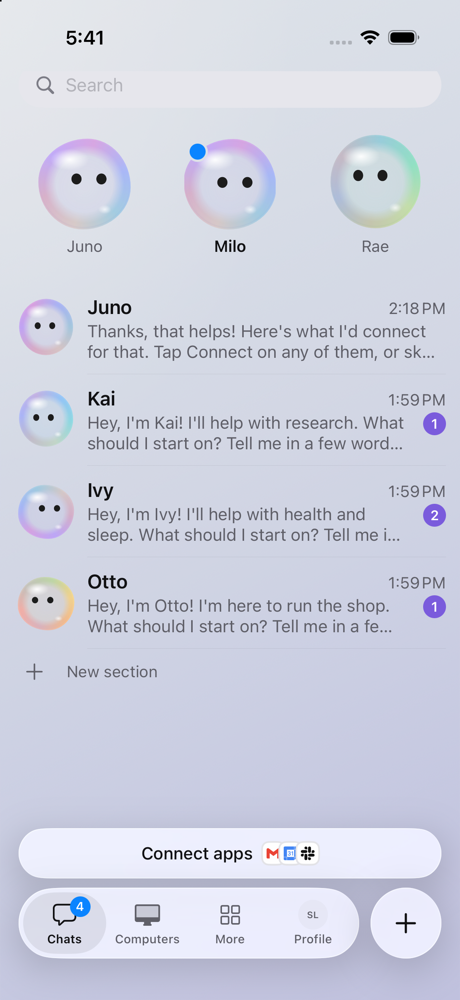 5:41
Search
Juno
Milo
Rae
Juno
2:18 PM
Thanks, that helps! Here's what I'd connect
for that. Tap Connect on any of them, or sk...
Kai
1:59 PM
Hey, I'm Kai! I'll help with research. What
1
should I start on? Tell me in a few word...
Ivy
1:59 PM
Hey, I'm Ivy! I'll help with health and
2
sleep. What should I start on? Tell me i...
Otto
1:59 PM
Hey, I'm Otto! I'm here to run the shop.
1
What should I start on? Tell me in a fe...
New section
Connect apps
31
4
SL
Chats
Computers
More
Profile